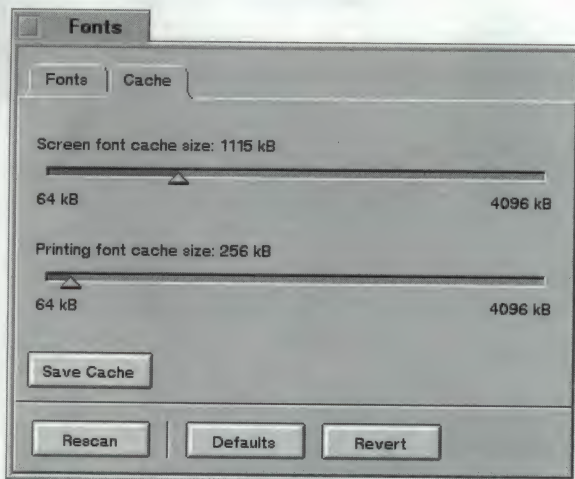 Fonts
Fonts Cache
Screen font cache size: 1115 kB
64 kB 4096 kB
Printing font cache size: 256 kB
64 kB 4096 kB
Save Cache
Rescan Defaults Revert